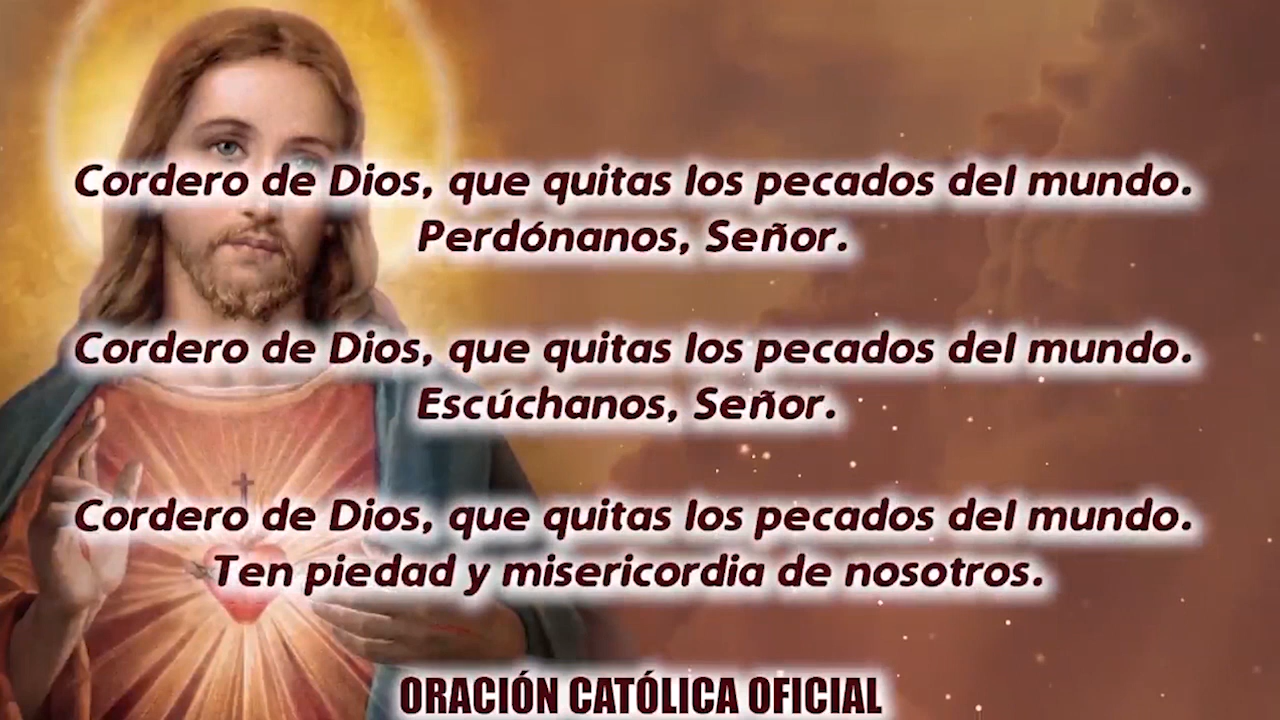 Cordero de Dios, que quitas los pecados del mundo.
Perdónanos, Señor.
Cordero de Dios, que quitas los pecados del mundo.
Escúchanos, Señor.
Cordero de Dios, que quitas los pecados del mundo.
Ten piedad y misericordia de nosotros.
ORACIÓN CATÓLICA OFICIAL